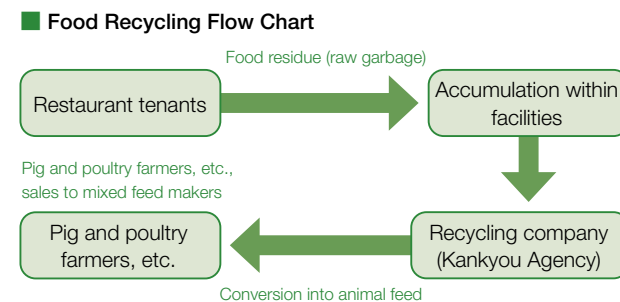 Food Recycling Flow Chart
Food residue (raw garbage)
Restaurant tenants
Accumulation within
facilities
Pig and poultry farmers, etc.,
sales to mixed feed makers
Pig and poultry
farmers, etc.
Recycling company
(Kankyou Agency)
Conversion into animal feed